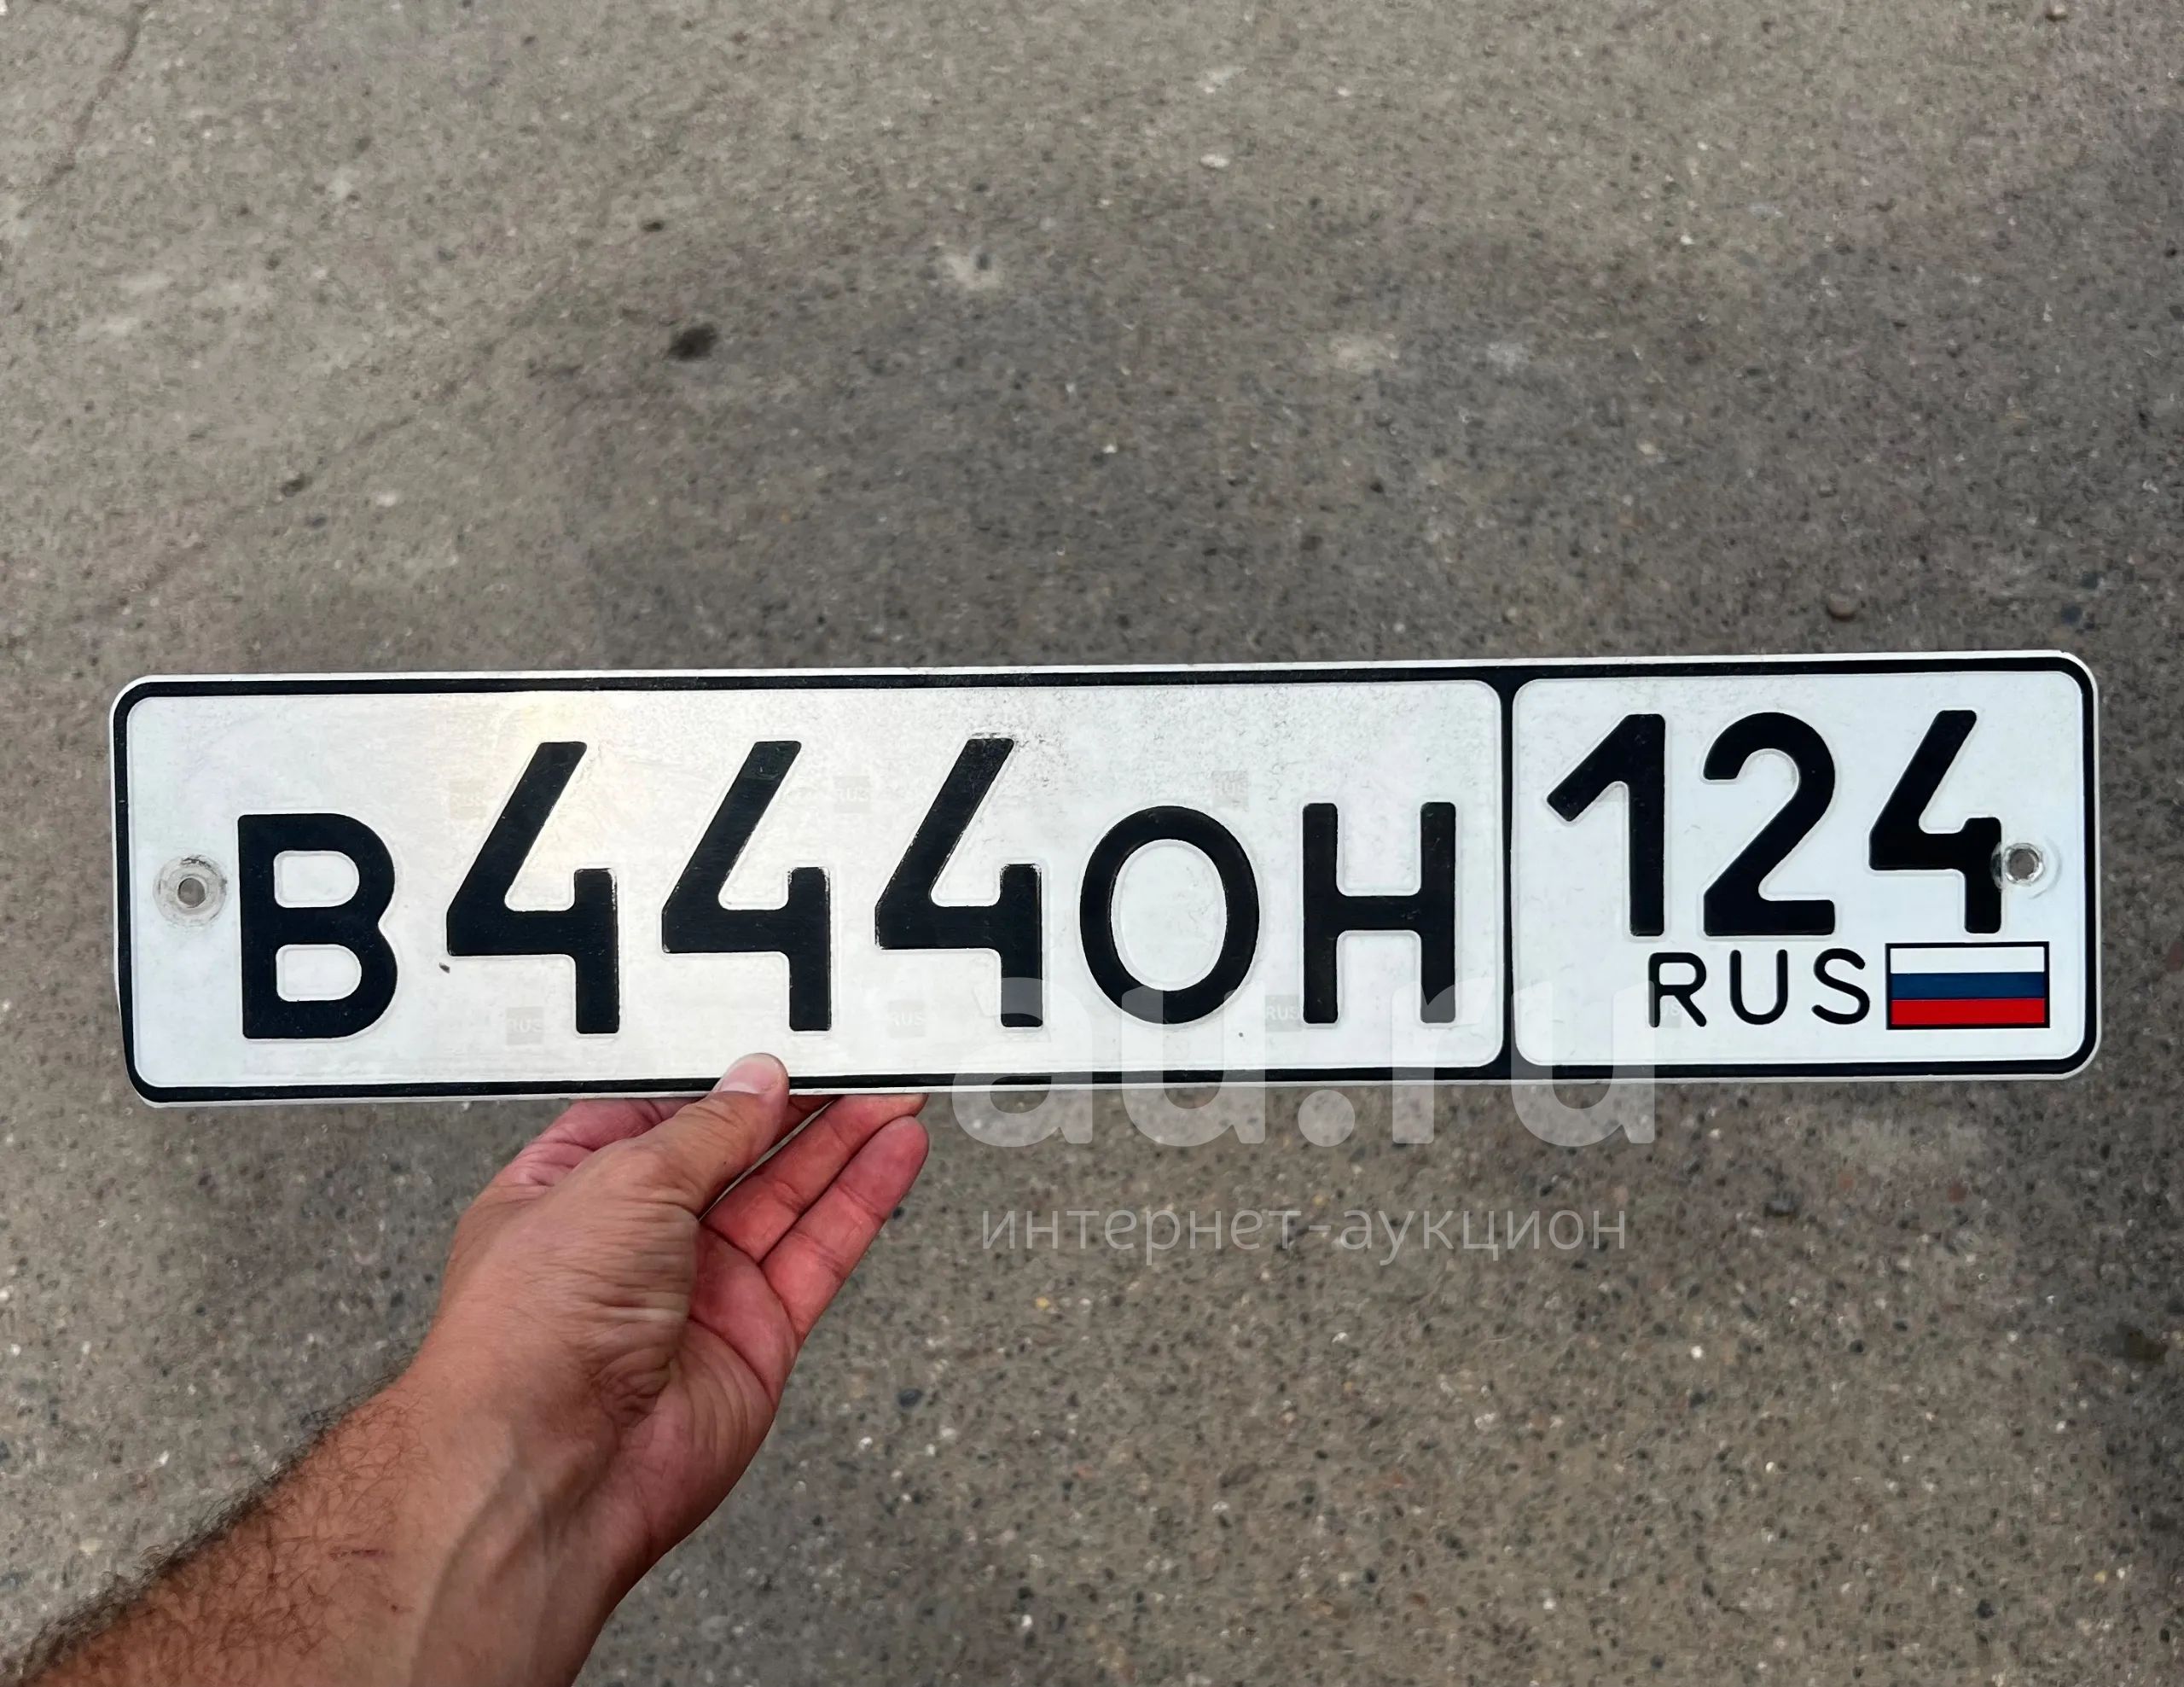 В444ОН 124
RUS
au.ru
интернет-аукцион